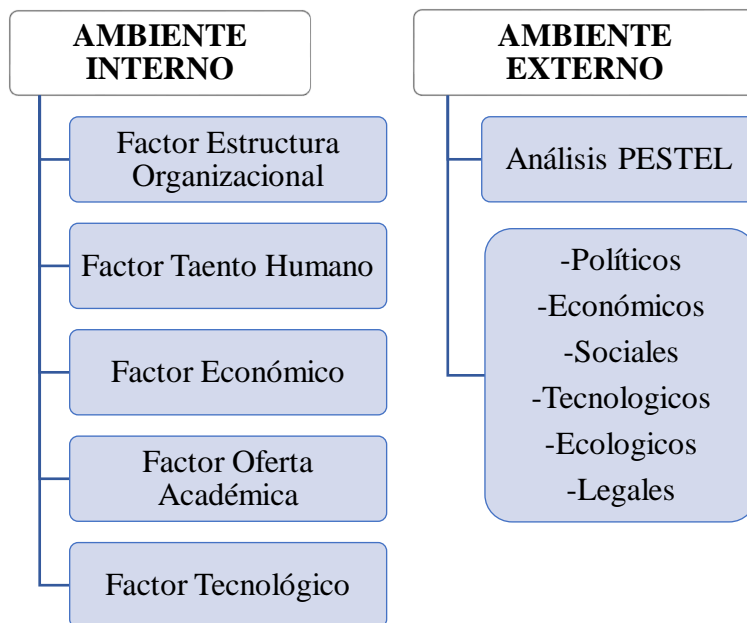 AMBIENTE
INTERNO
Factor Estructura
Organizacional
Factor Taento Humano
Factor Económico
Factor Oferta
Académica
Factor Tecnológico
AMBIENTE
EXTERNO
Análisis PESTEL
-Políticos
-Económicos
-Sociales
-Tecnologicos
-Ecologicos
-Legales